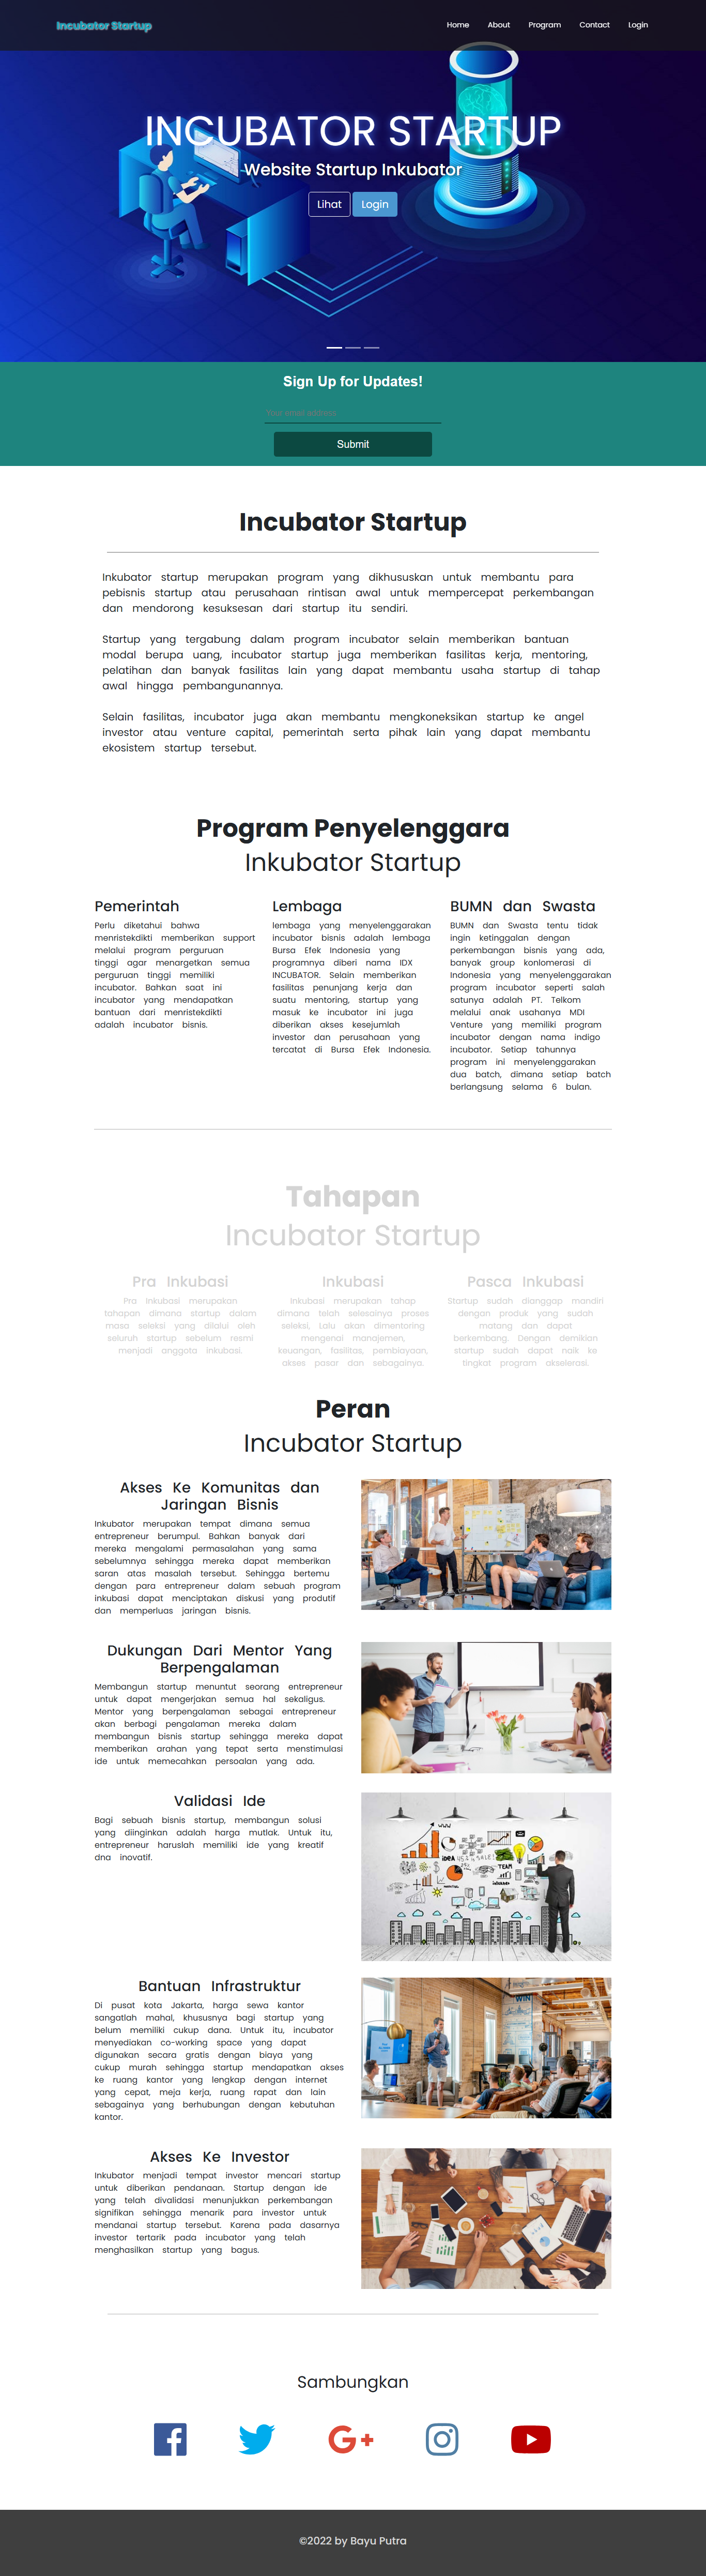 Incubator Startup
Home About Program Contact Login
INCUBATOR STARTUP
Website Startup Inkubator
Lihat Login
Sign Up for Updates!
Your email address
Submit
Incubator Startup
Inkubator startup merupakan program yang dikhususkan untuk membantu para
pebisnis startup atau perusahaan rintisan awal untuk mempercepat perkembangan
dan mendorong kesuksesan dari startup itu sendiri.
Startup yang tergabung dalam program incubator selain memberikan bantuan
modal berupa uang, incubator startup juga memberikan fasilitas kerja, mentoring,
pelatihan dan banyak fasilitas lain yang dapat membantu usaha startup di tahap
awal hingga pembangunannya.
Selain fasilitas, incubator juga akan membantu mengkoneksikan startup ke angel
investor atau venture capital, pemerintah serta pihak lain yang dapat membantu
ekosistem startup tersebut.
Program Penyelenggara
Inkubator Startup
Pemerintah
Perlu diketahui bahwa
menristekdikti memberikan support
melalui program perguruan
tinggi agar menargetkan semua
perguruan tinggi memiliki
incubator. Bahkan saat ini
incubator yang mendapatkan
bantuan dari menristekdikti
adalah incubator bisnis.
Lembaga
lembaga yang menyelenggarakan
incubator bisnis adalah lembaga
Bursa Efek Indonesia yang
programnya diberi nama IDX
INCUBATOR. Selain memberikan
fasilitas penunjang kerja dan
suatu mentoring, startup yang
masuk ke incubator ini juga
diberikan akses kesejumlah
investor dan perusahaan yang
tercatat di Bursa Efek Indonesia.
BUMN dan Swasta
BUMN dan Swasta tentu tidak
ingin ketinggalan dengan
perkembangan bisnis yang ada,
banyak group konlomerasi di
Indonesia yang menyelenggarakan
program incubator seperti salah
satunya adalah PT. Telkom
melalui anak usahanya MDI
Venture yang memiliki program
incubator dengan nama indigo
incubator. Setiap tahunnya
program ini menyelenggarakan
dua batch, dimana setiap batch
berlangsung selama 6 bulan.
Tahapan
Incubator Startup
Pra Inkubasi
Pra Inkubasi merupakan
tahapan dimana startup dalam
masa seleksi yang dilalui oleh
seluruh startup sebelum resmi
menjadi anggota inkubasi.
Inkubasi
Inkubasi merupakan tahap
dimana telah selesainya proses
seleksi, Lalu akan dimentoring
mengenai manajemen,
keuangan, fasilitas, pembiayaan,
akses pasar dan sebagainya.
Pasca Inkubasi
Startup sudah dianggap mandiri
dengan produk yang sudah
matang dan dapat
berkembang. Dengan demikian
startup sudah dapat naik ke
tingkat program akselerasi.
Peran
Incubator Startup
Akses Ke Komunitas dan
Jaringan Bisnis
Inkubator merupakan tempat dimana semua
entrepreneur berumpul. Bahkan banyak dari
mereka mengalami permasalahan yang sama
sebelumnya sehingga mereka dapat memberikan
saran atas masalah tersebut. Sehingga bertemu
dengan para entrepreneur dalam sebuah program
inkubasi dapat menciptakan diskusi yang produtif
dan memperluas jaringan bisnis.
Dukungan Dari Mentor Yang
Berpengalaman
Membangun startup menuntut seorang entrepreneur
untuk dapat mengerjakan semua hal sekaligus.
Mentor yang berpengalaman sebagai entrepreneur
akan berbagi pengalaman mereka dalam
membangun bisnis startup sehingga mereka dapat
memberikan arahan yang tepat serta menstimulasi
ide untuk memecahkan persoalan yang ada.
Validasi Ide
Bagi sebuah bisnis startup, membangun solusi
yang diinginkan adalah harga mutlak. Untuk itu,
entrepreneur haruslah memiliki ide yang kreatif
dna inovatif.
IDEA
TEAM
Bantuan Infrastruktur
Di pusat kota Jakarta, harga sewa kantor
sangatlah mahal, khususnya bagi startup yang
belum memiliki cukup dana. Untuk itu, incubator
menyediakan co-working space yang dapat
digunakan secara gratis dengan biaya yang
cukup murah sehingga startup mendapatkan akses
ke ruang kantor yang lengkap dengan internet
yang cepat, meja kerja, ruang rapat dan lain
sebagainya yang berhubungan dengan kebutuhan
kantor.
WIN
Akses Ke Investor
Inkubator menjadi tempat investor mencari startup
untuk diberikan pendanaan. Startup dengan ide
yang telah divalidasi menunjukkan perkembangan
signifikan sehingga menarik para investor untuk
mendanai startup tersebut. Karena pada dasarnya
investor tertarik pada incubator yang telah
menghasilkan startup yang bagus.
Sambungkan
©2022 by Bayu Putra